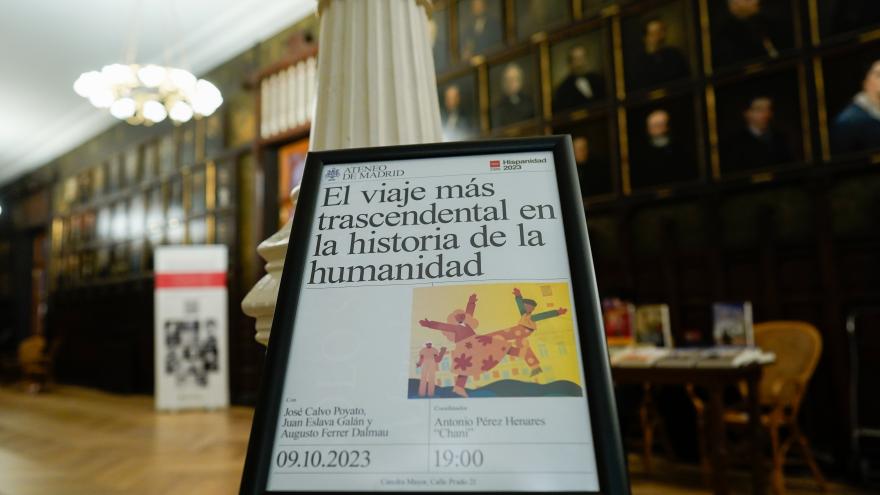 ATENEO
DE MADRID
Hispanidad
2023
El viaje más
trascendental en
la historia de la
humanidad
Con
José Calvo Poyato,
Juan Eslava Galán y
Augusto Ferrer Dalmau
Coordinador
Antonio Pérez Henares
"Chani"
09.10.2023
19:00
Cátedra Mayor, Calle Prado 21